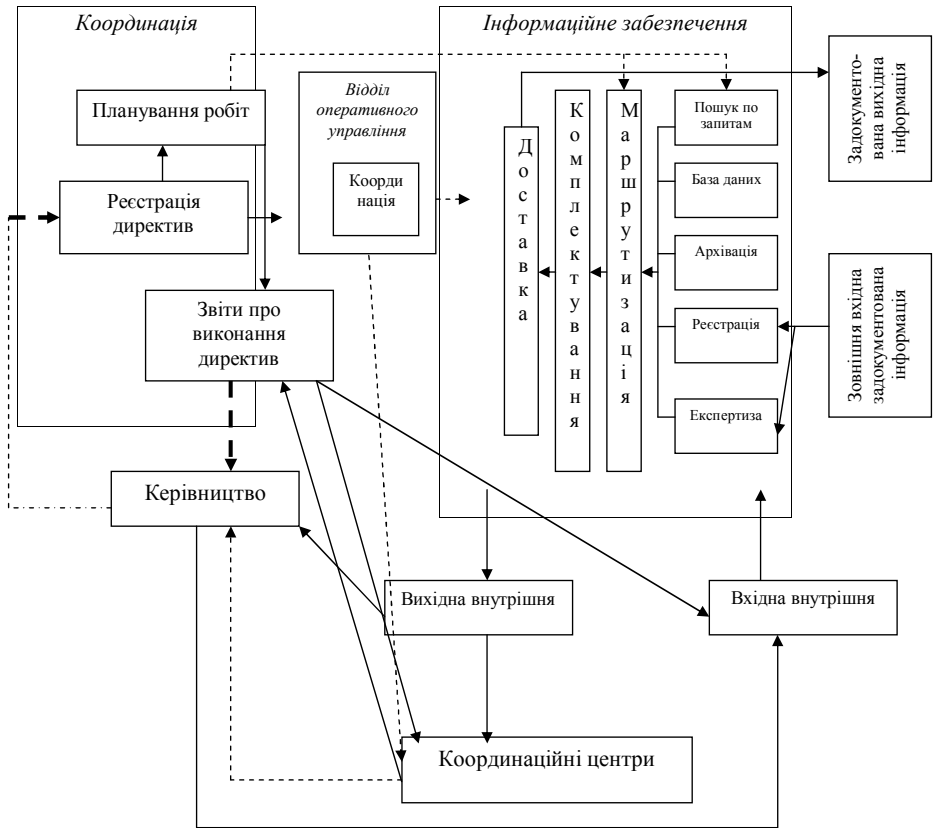 Координація
Інформаційне забезпечення
Планування робіт
Реєстрація
директив
Звіти про
виконання
директив
Відділ
оперативного
управління
Коорди
нація
Доставка
Комплектування
Маршрутизація
Пошук по
запитам
База даних
Архівація
Реєстрація
Експертиза
Задокументо-
вана вихідна
інформація
Зовнішня вхідна
задокументована
інформація
Керівництво
Вихідна внутрішня
Вхідна внутрішня
Координаційні центри